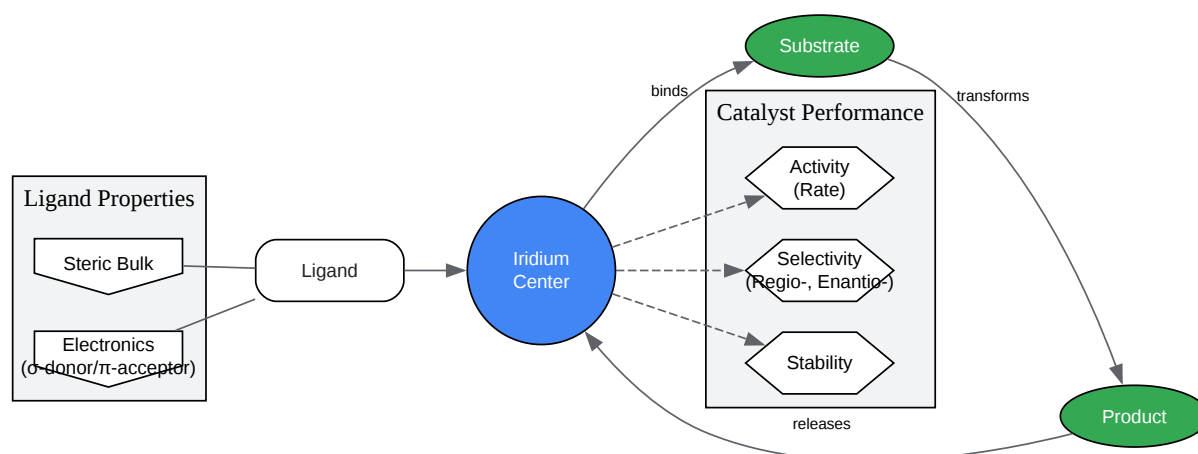 Substrate
binds
transforms
Catalyst Performance
Activity
(Rate)
Ligand Properties
Steric Bulk
Ligand
Iridium
Center
Selectivity
(Regio-, Enantio-)
Electronics
(σ-donor/π-acceptor)
Stability
Product
releases